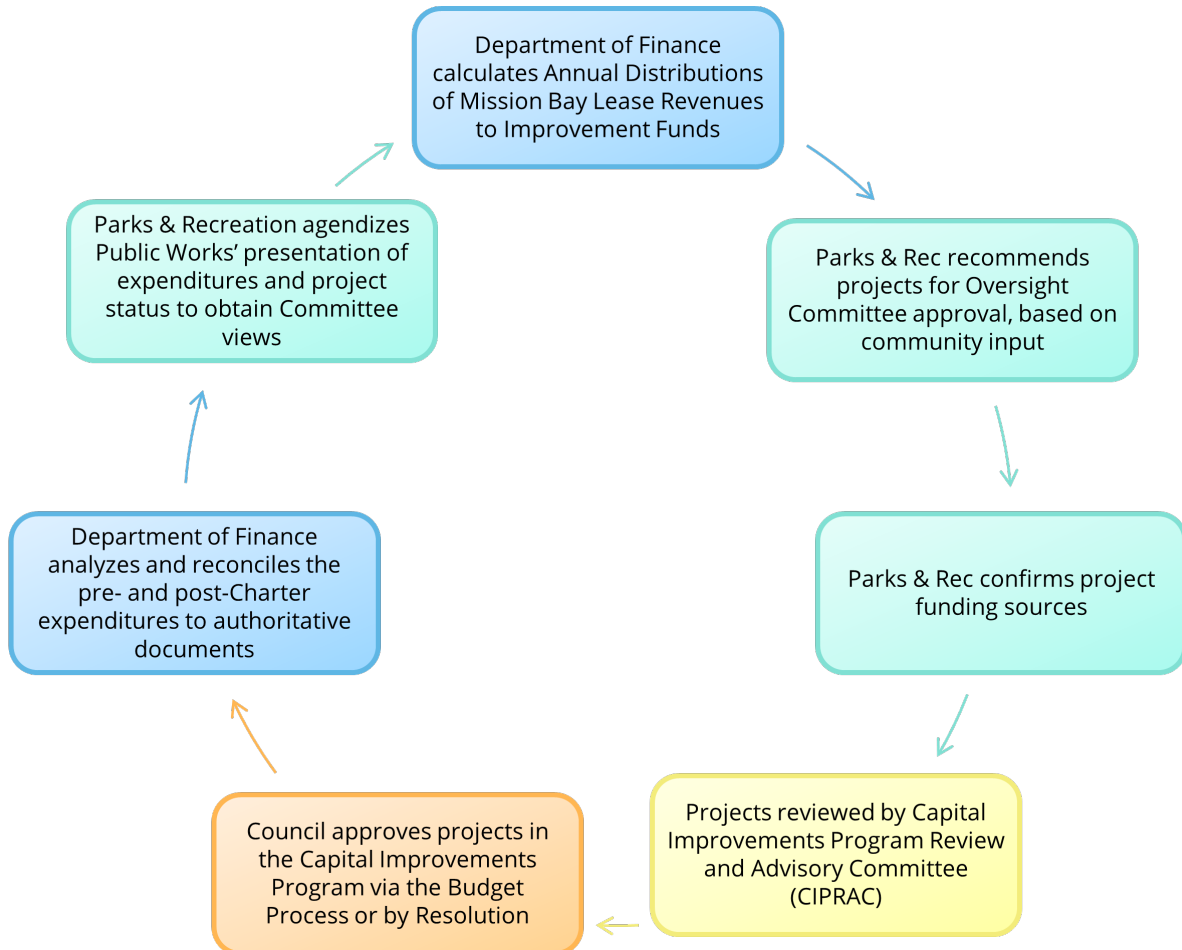 Department of Finance
calculates Annual Distributions
of Mission Bay Lease Revenues
to Improvement Funds
Parks & Rec recommends
projects for Oversight
Committee approval, based on
community input
Parks & Rec confirms project
funding sources
Projects reviewed by Capital
Improvements Program Review
and Advisory Committee
(CIPRAC)
Council approves projects in
the Capital Improvements
Program via the Budget
Process or by Resolution
Department of Finance
analyzes and reconciles the
pre- and post-Charter
expenditures to authoritative
documents
Parks & Recreation agendizes
Public Works’ presentation of
expenditures and project
status to obtain Committee
views